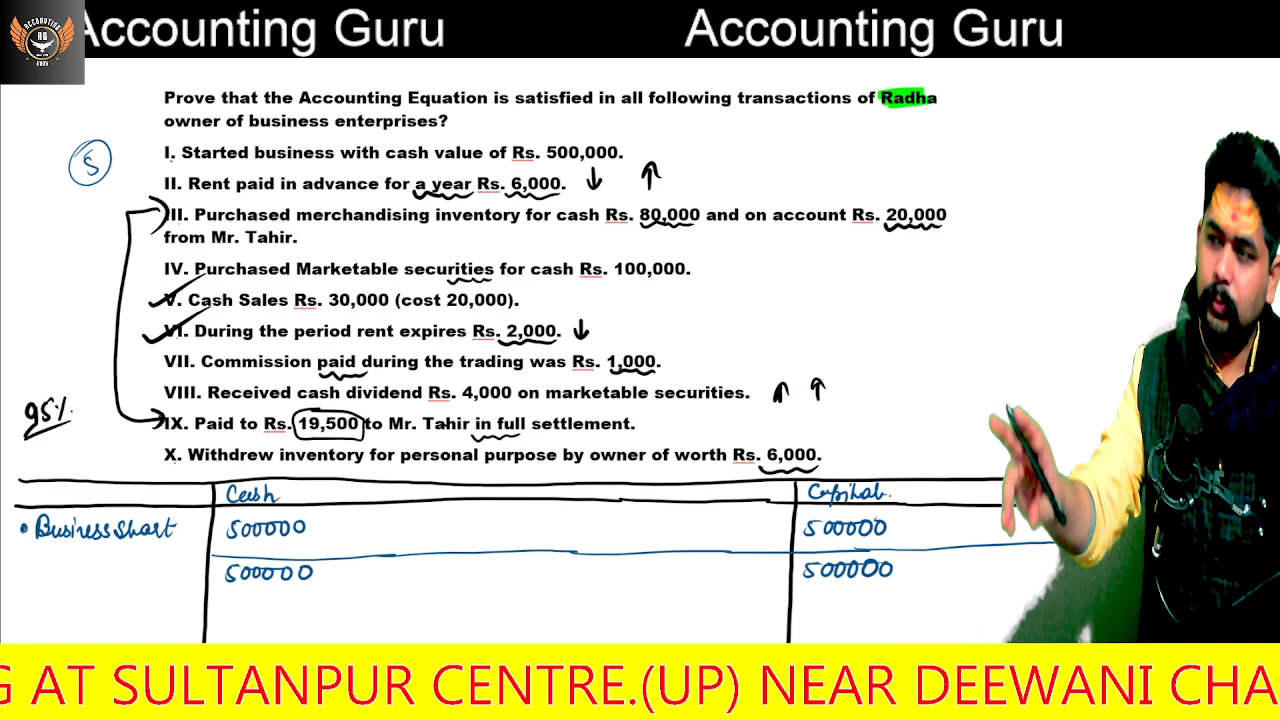 Accounting Guru Accounting Guru
ACCOUNTING
AG
GURU
Prove that the Accounting Equation is satisfied in all following transactions of Radha
owner of business enterprises?
I. Started business with cash value of Rs. 500,000.
II. Rent paid in advance for a year Rs. 6,000.
III. Purchased merchandising inventory for cash Rs. 80,000 and on account Rs. 20,000
from Mr. Tahir.
IV. Purchased Marketable securities for cash Rs. 100,000.
V. Cash Sales Rs. 30,000 (cost 20,000).
VI. During the period rent expires Rs. 2,000.
VII. Commission paid during the trading was Rs. 1,000.
VIII. Received cash dividend Rs. 4,000 on marketable securities.
95%
IX. Paid to Rs. 19,500 to Mr. Tahir in full settlement.
X. Withdrew inventory for personal purpose by owner of worth Rs. 6,000.
Cash Capital.
• Business Start 500000 500000
500000 500000
G AT SULTANPUR CENTRE.(UP) NEAR DEEWANI CHA